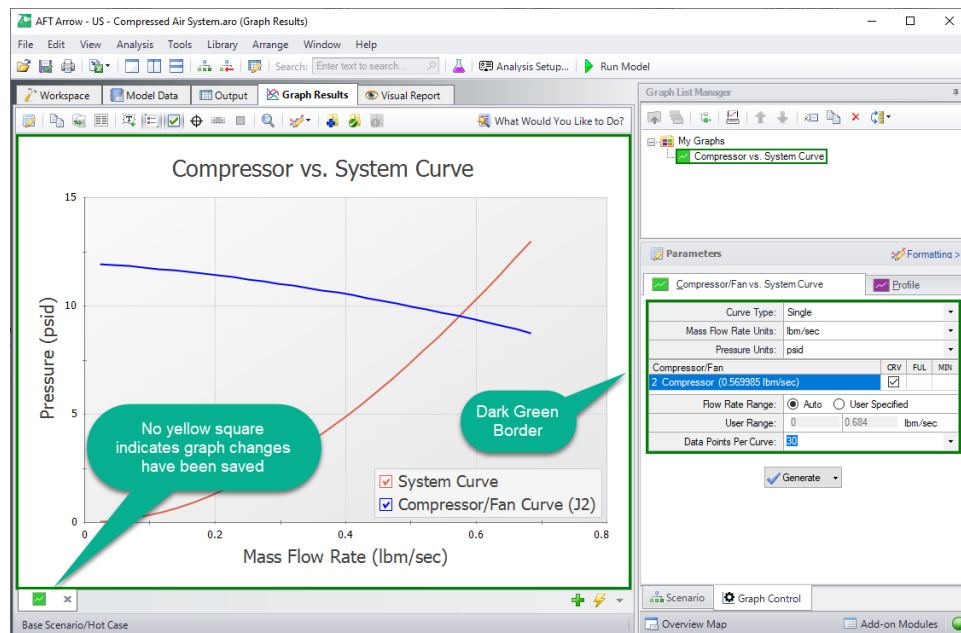 AFT Arrow - US - Compressed Air System.aro (Graph Results)
File Edit View Analysis Tools Library Arrange Window Help
Search: Enter text to search... Analysis Setup... Run Model
Workspace Model Data Output Graph Results Visual Report
What Would You Like to Do?
Compressor vs. System Curve
15
10
5
0
Pressure (psid)
0 0.2 0.4 0.6 0.8
Mass Flow Rate (lbm/sec)
System Curve
Compressor/Fan Curve (J2)
No yellow square
indicates graph changes
have been saved
Dark Green
Border
Base Scenario/Hot Case
Graph List Manager
My Graphs
Compressor vs. System Curve
Parameters Formatting >
Compressor/Fan vs. System Curve Profile
Curve Type: Single
Mass Flow Rate Units: lbm/sec
Pressure Units: psid
Compressor/Fan CRV FUL MIN
2 Compressor (0.569985 lbm/sec)
Flow Rate Range: Auto User Specified
User Range: 0 0.684 lbm/sec
Data Points Per Curve: 30
Generate
Scenario Graph Control
Overview Map Add-on Modules